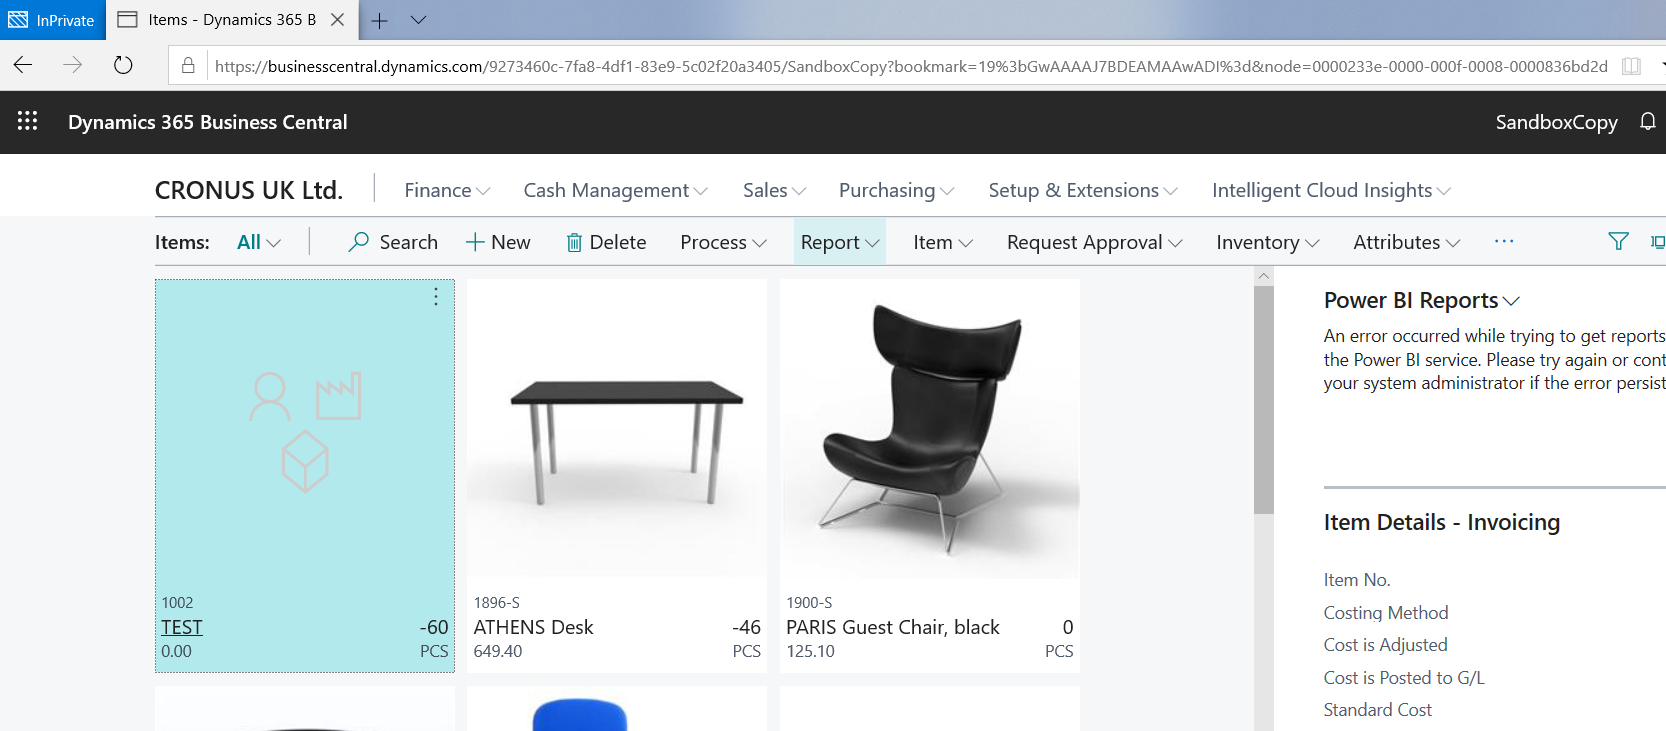 InPrivate
Items - Dynamics 365 B
https://businesscentral.dynamics.com/9273460c-7fa8-4df1-83e9-5c02f20a3405/SandboxCopy?bookmark=19%3bGwAAAAJ7BDEAMAAwADI%3d&node=0000233e-0000-000f-0008-0000836bd2d
Dynamics 365 Business Central
SandboxCopy
CRONUS UK Ltd.
Finance
Cash Management
Sales
Purchasing
Setup & Extensions
Intelligent Cloud Insights
Items:
All
Search
New
Delete
Process
Report
Item
Request Approval
Inventory
Attributes
1002
TEST -60
0.00 PCS
1896-S
ATHENS Desk -46
649.40 PCS
1900-S
PARIS Guest Chair, black 0
125.10 PCS
Power BI Reports
An error occurred while trying to get reports
the Power BI service. Please try again or cont
your system administrator if the error persist
Item Details - Invoicing
Item No.
Costing Method
Cost is Adjusted
Cost is Posted to G/L
Standard Cost